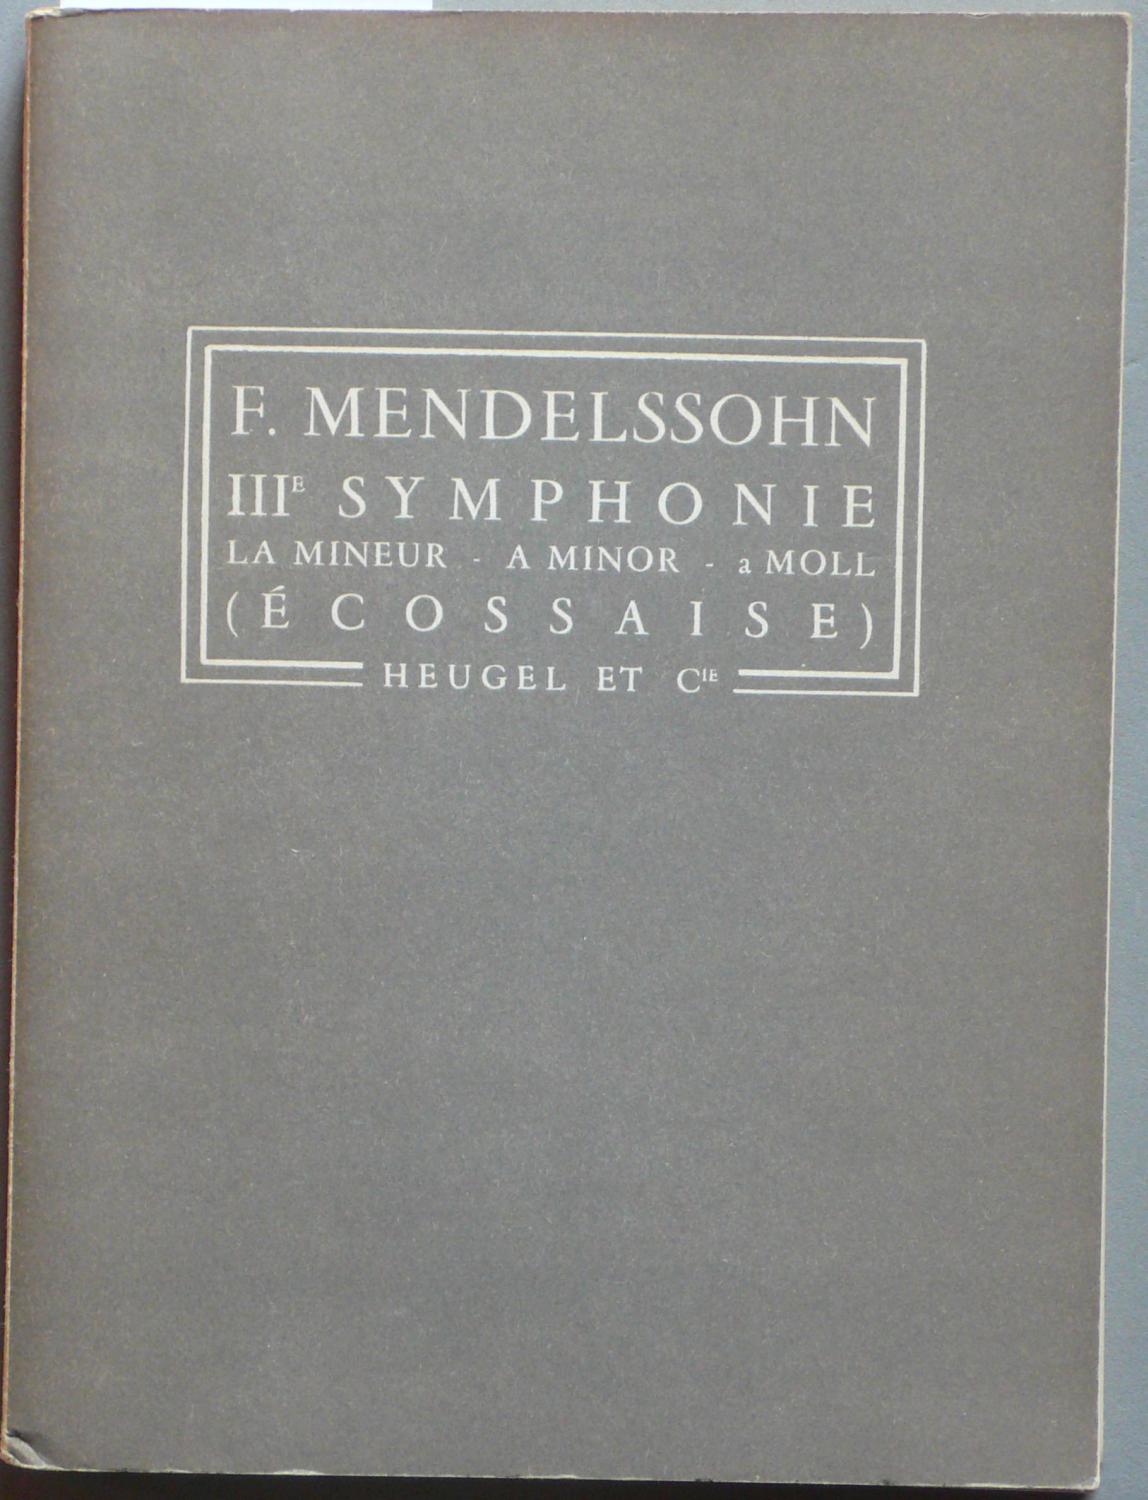 F. MENDELSSOHN
IIIE SYMPHONIE
LA MINEUR - A MINOR - a MOLL
(ÉCOSSAISE)
HEUGEL ET CIE